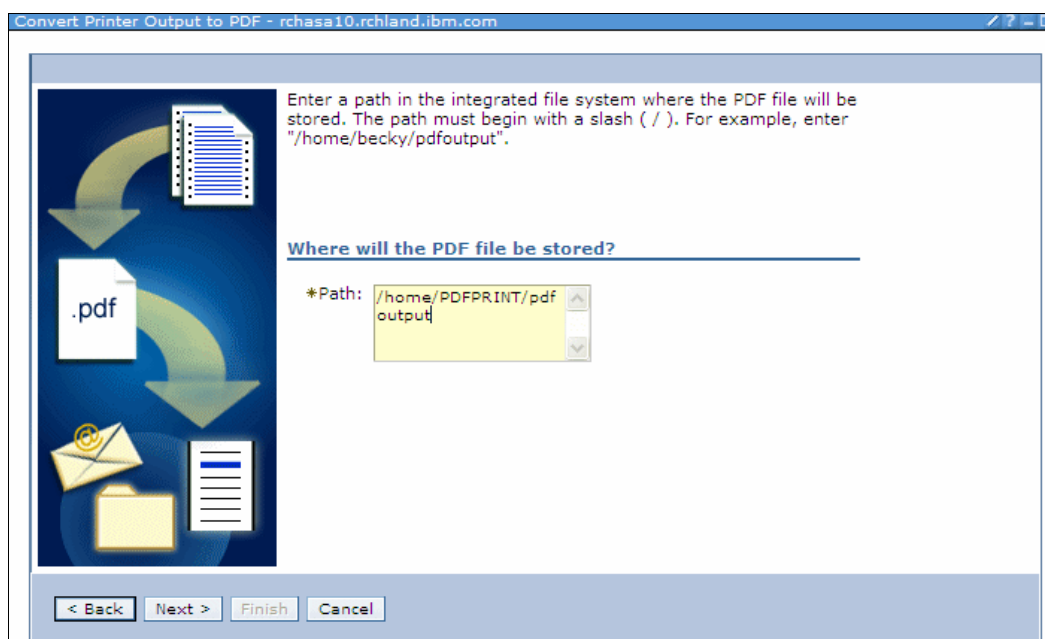 Convert Printer Output to PDF - rchasa10.rchland.ibm.com
Enter a path in the integrated file system where the PDF file will be
stored. The path must begin with a slash ( / ). For example, enter
"/home/becky/pdfoutput".
Where will the PDF file be stored?
*Path: /home/PDFPRINT/pdf
output
.pdf
@
< Back Next > Finish Cancel